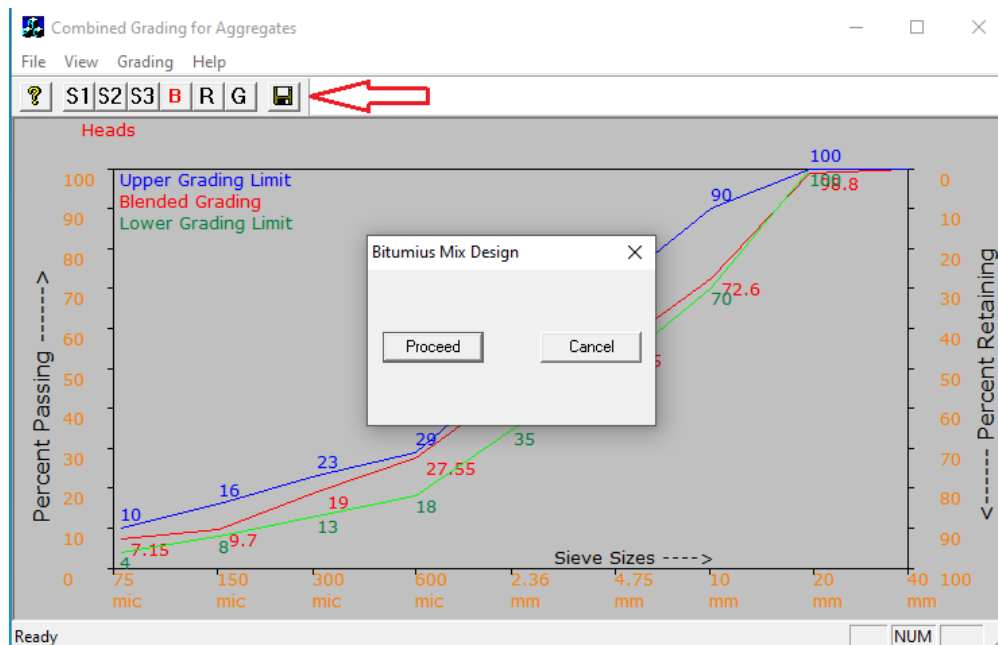 Combined Grading for Aggregates
File View Grading Help
? S1 S2 S3 B R G
Heads
100
100 Upper Grading Limit 90 100 98.8 0
Blended Grading
Lower Grading Limit
90 10
Bitumius Mix Design
80 20
70 70 72.6 30
60 Proceed Cancel 40
50 5 50
40 60
29 35
30 23 27.55 70
20 16 19 18 80
10 13
10 7.15 8 9.7 90
4
Sieve Sizes ---->
0 75 150 300 600 2.36 4.75 10 20 40 100
mic mic mic mic mm mm mm mm mm
Percent Passing ------>
<------ Percent Retaining
Ready NUM